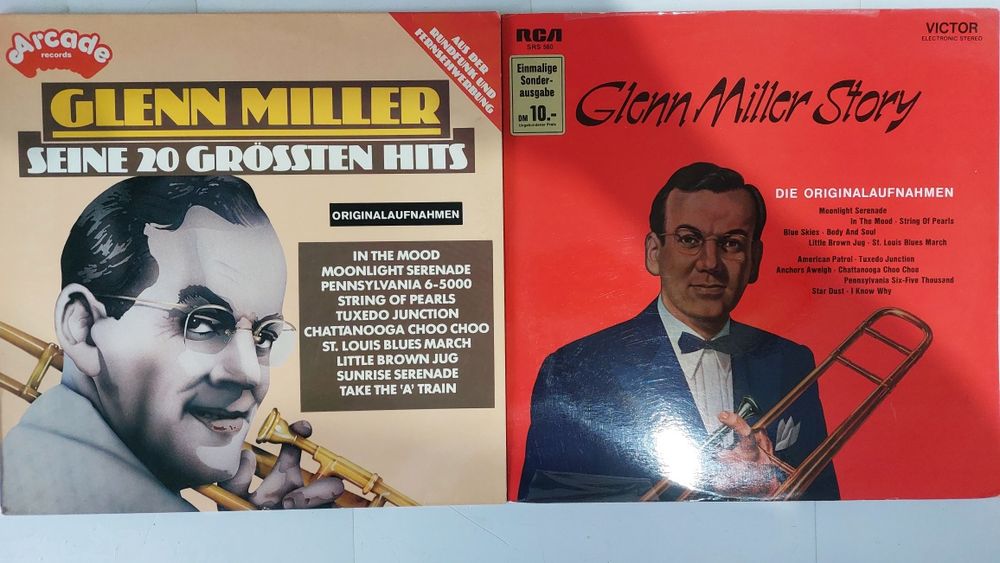 Arcade
records
AUS DER
RUNDFUNK UND
FERNSEHWERBUNG
GLENN MILLER
SEINE 20 GRÖSSTEN HITS
ORIGINALAUFNAHMEN
IN THE MOOD
MOONLIGHT SERENADE
PENNSYLVANIA 6-5000
STRING OF PEARLS
TUXEDO JUNCTION
CHATTANOOGA CHOO CHOO
ST. LOUIS BLUES MARCH
LITTLE BROWN JUG
SUNRISE SERENADE
TAKE THE 'A' TRAIN
RCA
SRS 560
VICTOR
ELECTRONIC STEREO
Einmalige
Sonder-
ausgabe
DM 10.-
Ungebundener Preis
Glenn Miller Story
DIE ORIGINALAUFNAHMEN
Moonlight Serenade
In The Mood · String Of Pearls
Blue Skies · Body And Soul
Little Brown Jug · St. Louis Blues March
American Patrol · Tuxedo Junction
Anchors Aweigh · Chattanooga Choo Choo
Pennsylvania Six-Five Thousand
Star Dust · I Know Why